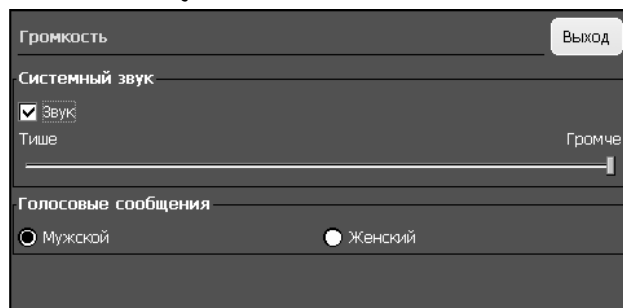 Громкость
Выход
Системный звук
Звук
Тише
Громче
Голосовые сообщения
Мужской
Женский